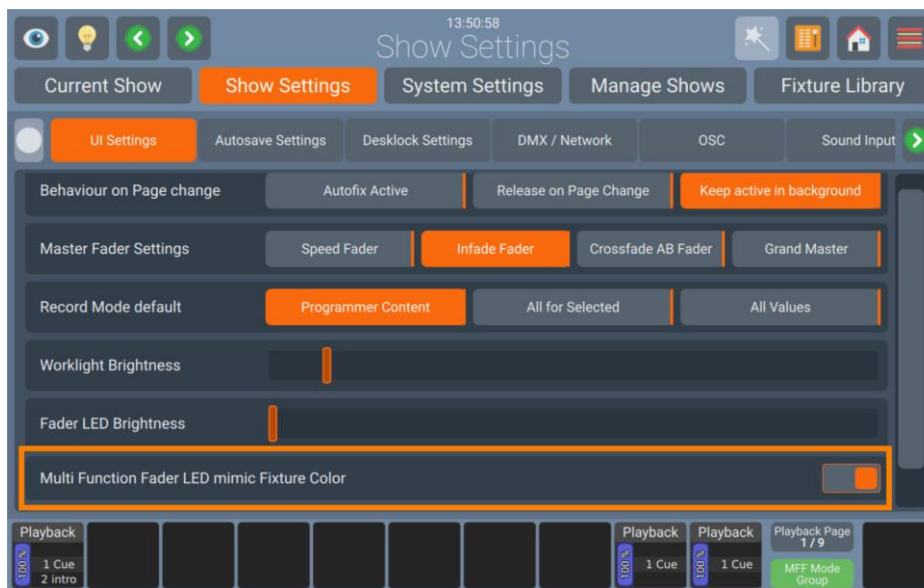 13:50:58
Show Settings
Current Show
Show Settings
System Settings
Manage Shows
Fixture Library
UI Settings
Autosave Settings
Desklock Settings
DMX / Network
OSC
Sound Input
Behaviour on Page change
Autofix Active
Release on Page Change
Keep active in background
Master Fader Settings
Speed Fader
Infade Fader
Crossfade AB Fader
Grand Master
Record Mode default
Programmer Content
All for Selected
All Values
Worklight Brightness
Fader LED Brightness
Multi Function Fader LED mimic Fixture Color
Playback
100 %
1 Cue
2 intro
Playback
100 %
1 Cue
Playback
100 %
1 Cue
Playback Page
1 / 9
MFF Mode
Group